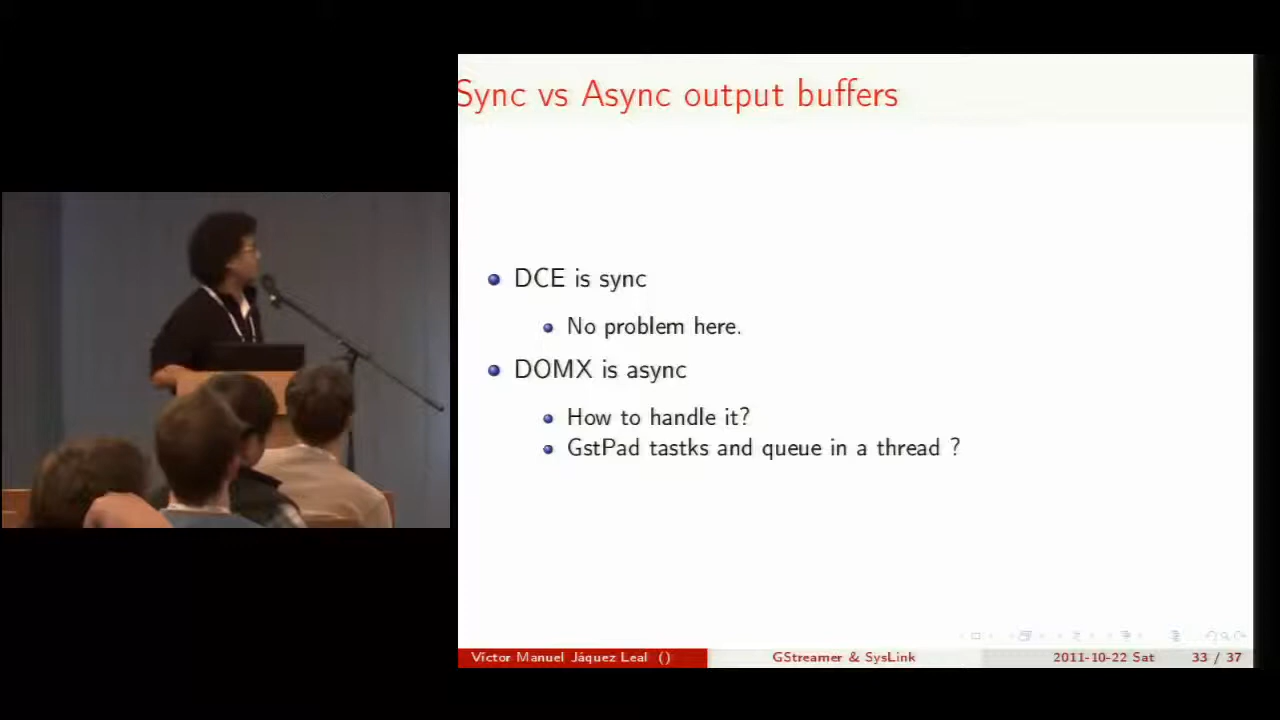 Sync vs Async output buffers
DCE is sync
No problem here.
DOMX is async
How to handle it?
GstPad tastks and queue in a thread ?
Víctor Manuel Jáquez Leal ()
GStreamer & SysLink
2011-10-22 Sat
33 / 37